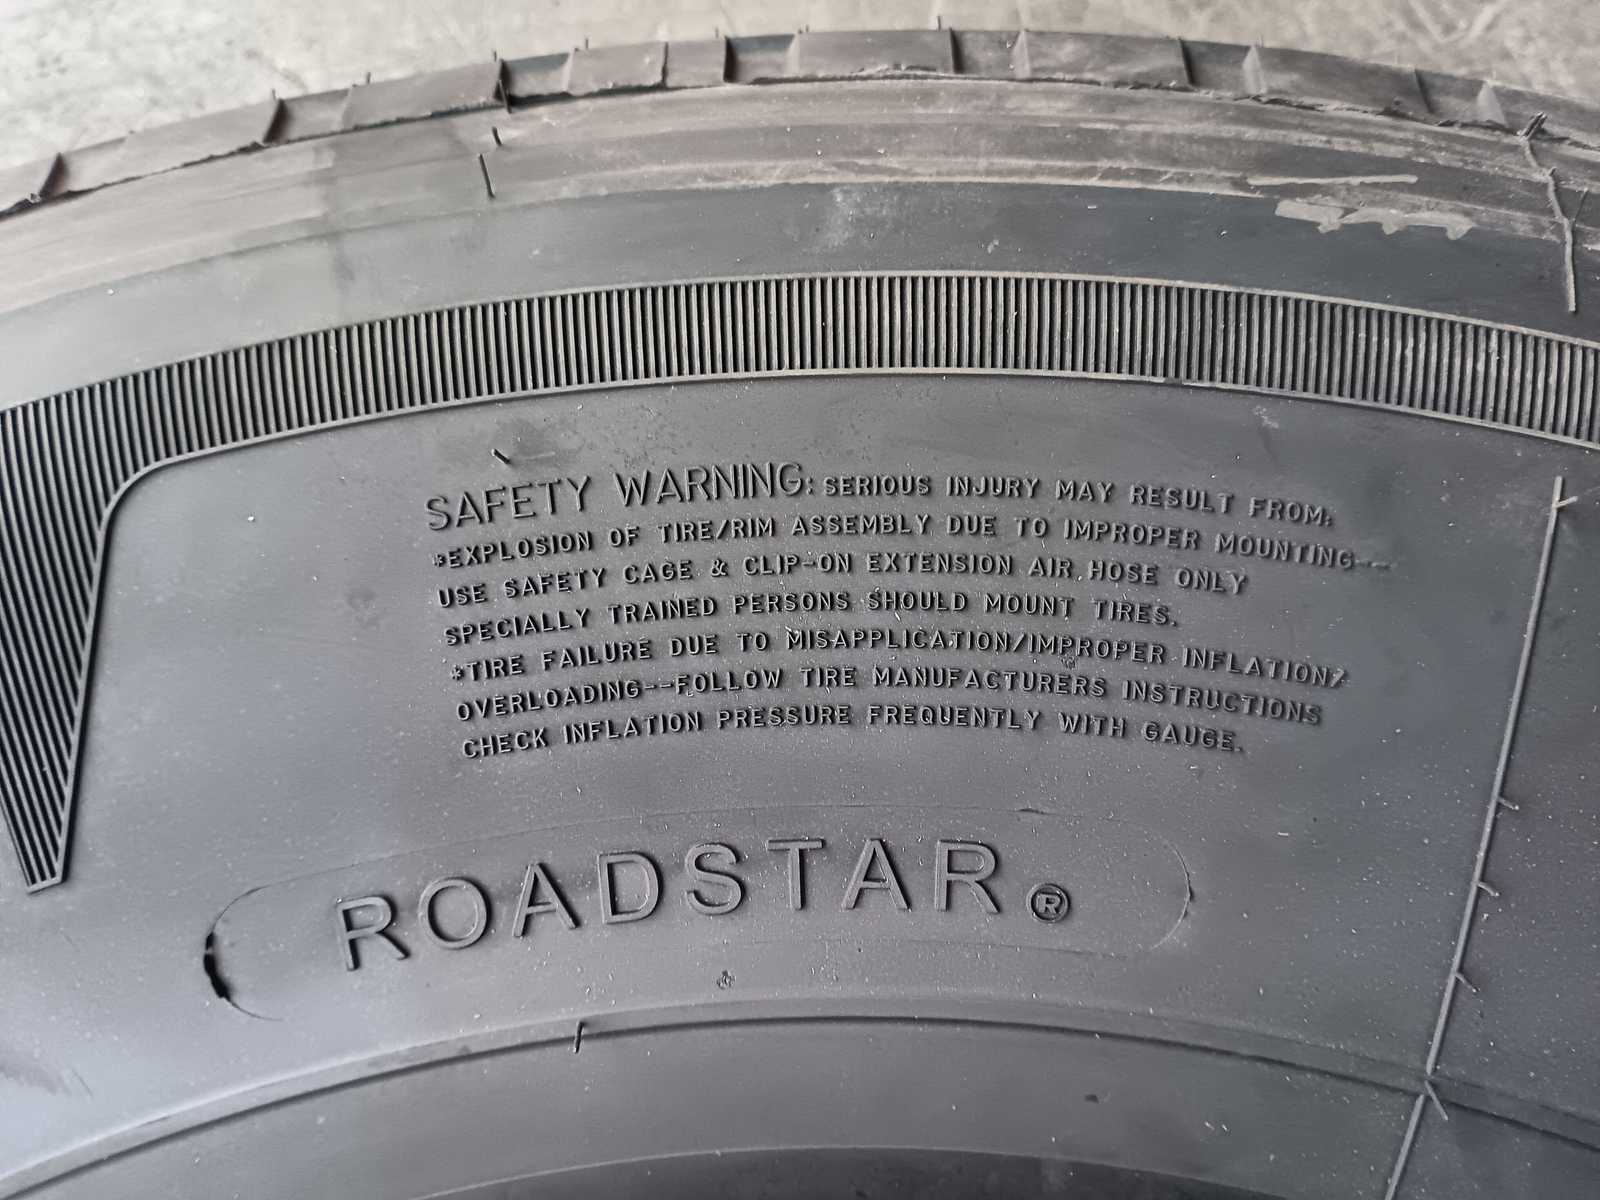 SAFETY WARNING: SERIOUS INJURY MAY RESULT FROM:
*EXPLOSION OF TIRE/RIM ASSEMBLY DUE TO IMPROPER MOUNTING--
USE SAFETY CAGE & CLIP-ON EXTENSION AIR HOSE ONLY
SPECIALLY TRAINED PERSONS SHOULD MOUNT TIRES.
*TIRE FAILURE DUE TO MISAPPLICATION/IMPROPER INFLATION/
OVERLOADING--FOLLOW TIRE MANUFACTURERS INSTRUCTIONS
CHECK INFLATION PRESSURE FREQUENTLY WITH GAUGE.
ROADSTAR®